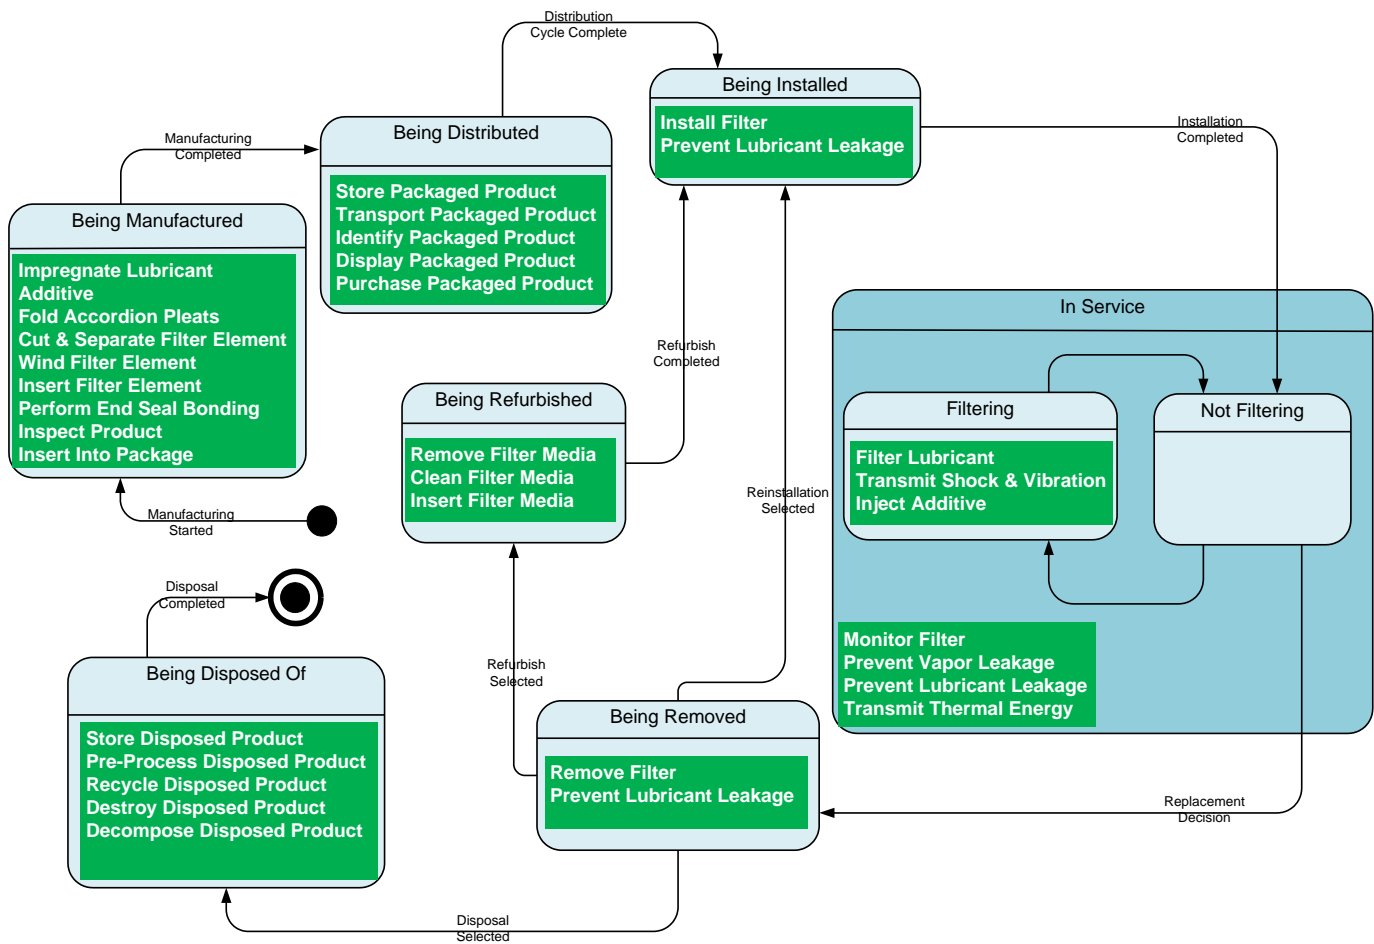 Distribution
Cycle Complete
Being Installed
Install Filter
Prevent Lubricant Leakage
Installation
Completed
Being Distributed
Store Packaged Product
Transport Packaged Product
Identify Packaged Product
Display Packaged Product
Purchase Packaged Product
Manufacturing
Completed
Being Manufactured
Impregnate Lubricant
Additive
Fold Accordion Pleats
Cut & Separate Filter Element
Wind Filter Element
Insert Filter Element
Perform End Seal Bonding
Inspect Product
Insert Into Package
Manufacturing
Started
Refurbish
Completed
Being Refurbished
Remove Filter Media
Clean Filter Media
Insert Filter Media
Reinstallation
Selected
In Service
Filtering
Filter Lubricant
Transmit Shock & Vibration
Inject Additive
Not Filtering
Monitor Filter
Prevent Vapor Leakage
Prevent Lubricant Leakage
Transmit Thermal Energy
Disposal
Completed
Being Disposed Of
Store Disposed Product
Pre-Process Disposed Product
Recycle Disposed Product
Destroy Disposed Product
Decompose Disposed Product
Refurbish
Selected
Being Removed
Remove Filter
Prevent Lubricant Leakage
Replacement
Decision
Disposal
Selected